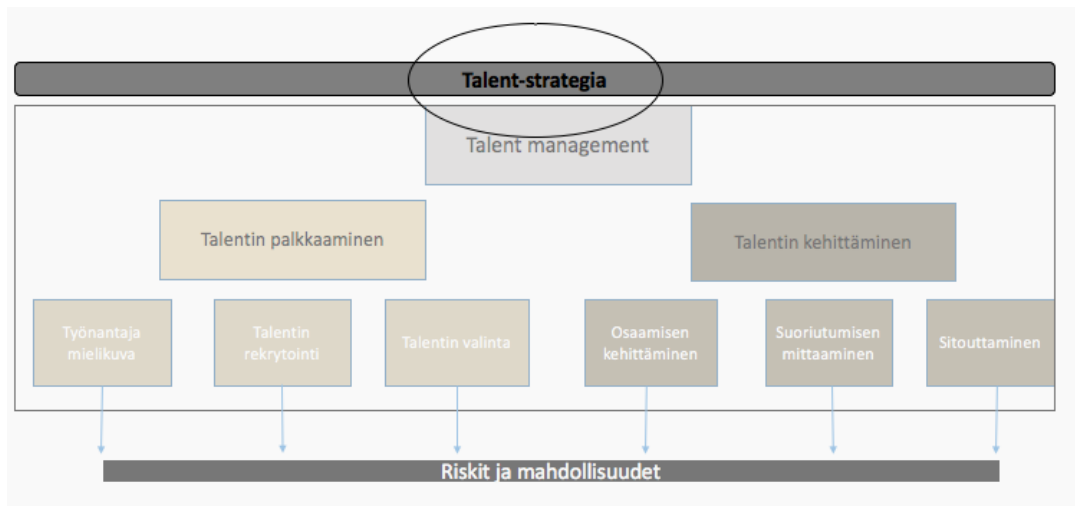 Talent-strategia
Talent management
Talentin palkkaaminen
Talentin kehittäminen
Työnantaja
mielikuva
Talentin
rekrytointi
Talentin valinta
Osaamisen
kehittäminen
Suoriutumisen
mittaaminen
Sitouttaminen
Riskit ja mahdollisuudet